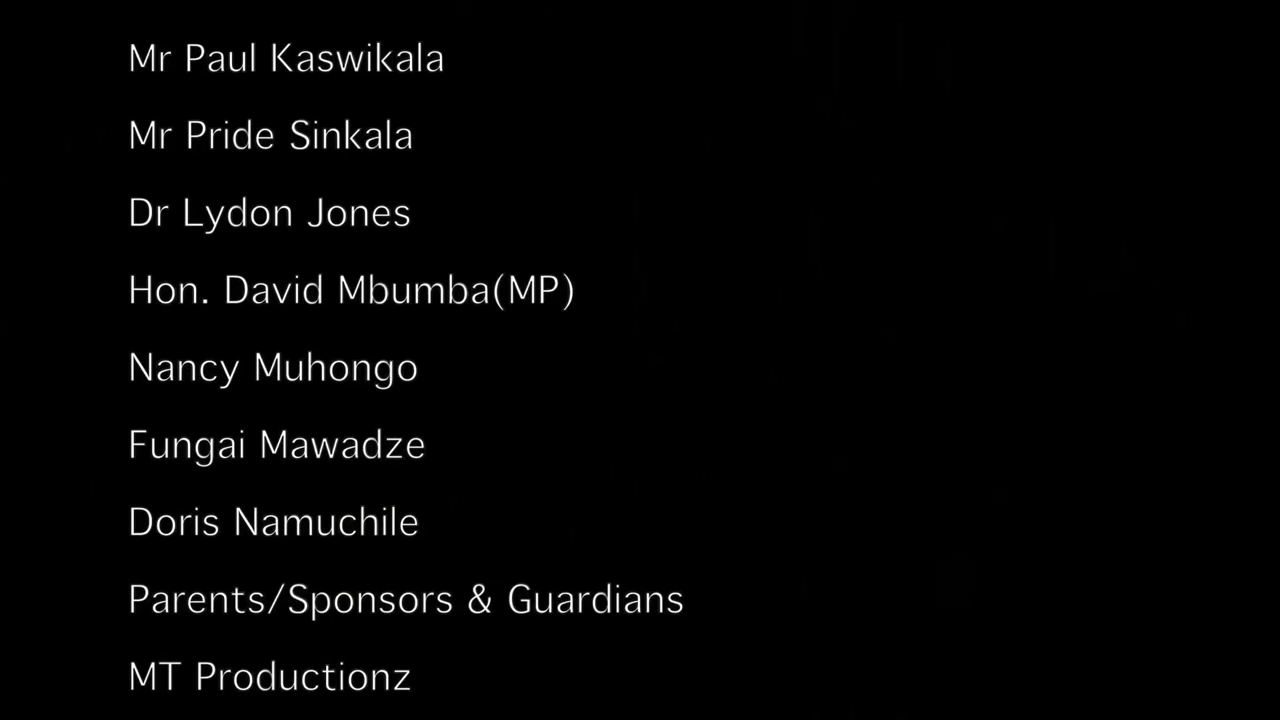 Mr Paul Kaswikala
Mr Pride Sinkala
Dr Lydon Jones
Hon. David Mbumba(MP)
Nancy Muhongo
Fungai Mawadze
Doris Namuchile
Parents/Sponsors & Guardians
MT Productionz